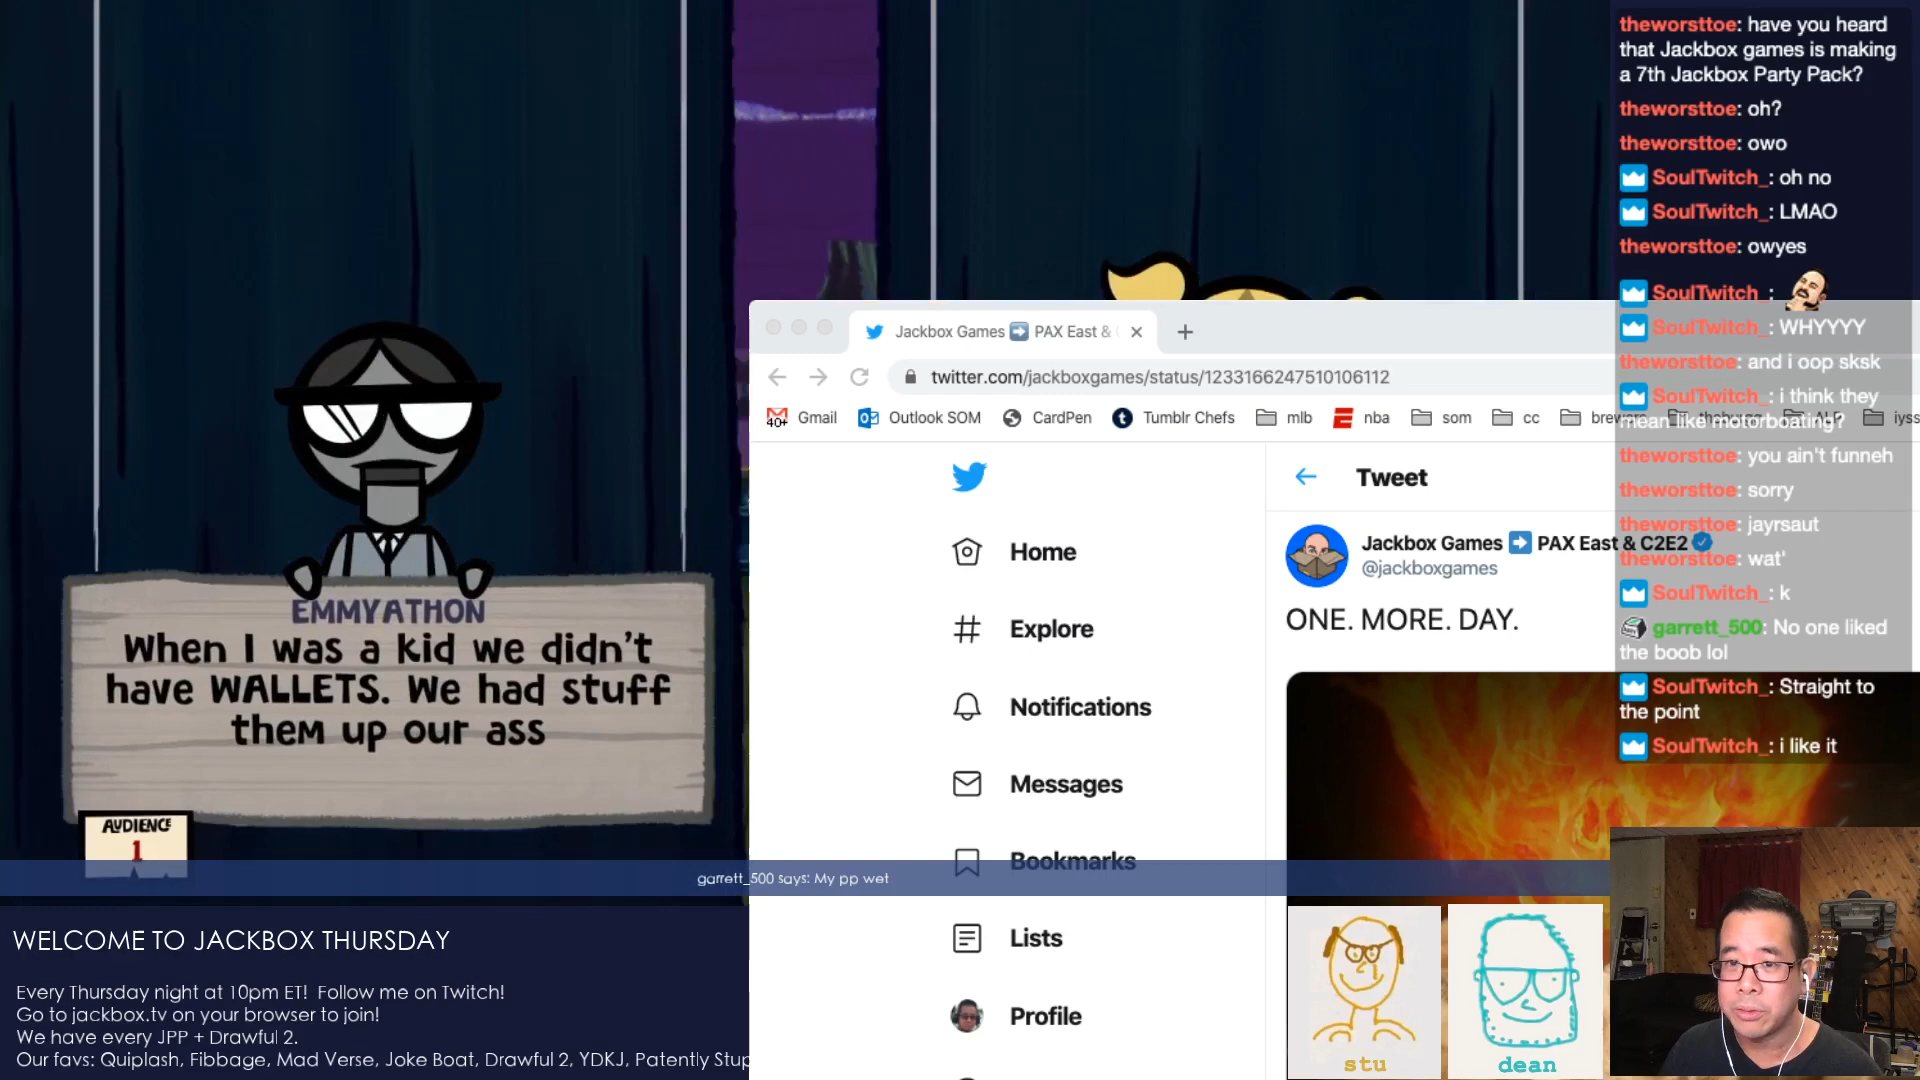 theworsttoe: have you heard
that Jackbox games is making
a 7th Jackbox Party Pack?
theworsttoe: oh?
theworsttoe: owo
SoulTwitch_: oh no
SoulTwitch_: LMAO
theworsttoe: owyes
SoulTwitch_:
SoulTwitch_: WHYYYY
theworsttoe: and i oop sksk
SoulTwitch_: i think they
mean like motorboating?
theworsttoe: you ain't funneh
theworsttoe: sorry
theworsttoe: jayrsaut
theworsttoe: wat'
SoulTwitch_: k
garrett_500: No one liked
the boob lol
SoulTwitch_: Straight to
the point
SoulTwitch_: i like it
Jackbox Games ➡ PAX East &
twitter.com/jackboxgames/status/1233166247510106112
40+ Gmail Outlook SOM CardPen Tumblr Chefs mlb nba som cc brewers iyss
Tweet
Home
Explore
Notifications
Messages
Bookmarks
Lists
Profile
Jackbox Games ➡ PAX East & C2E2
@jackboxgames
ONE. MORE. DAY.
EMMYATHON
When I was a kid we didn't
have WALLETS. We had stuff
them up our ass
AUDIENCE
1
garrett_500 says: My pp wet
WELCOME TO JACKBOX THURSDAY
Every Thursday night at 10pm ET! Follow me on Twitch!
Go to jackbox.tv on your browser to join!
We have every JPP + Drawful 2.
Our favs: Quiplash, Fibbage, Mad Verse, Joke Boat, Drawful 2, YDKJ, Patently Stup
stu
dean